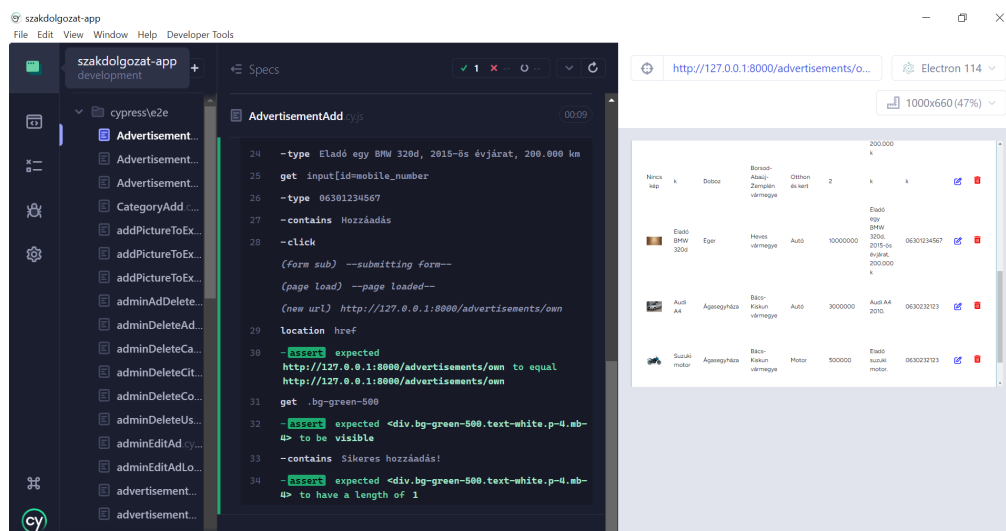 szakdolgozat-app
File Edit View Window Help Developer Tools
szakdolgozat-app
development
+
cypress\e2e
Advertisement...
Advertisement...
Advertisement...
CategoryAdd.c...
addPictureToEx...
addPictureToEx...
addPictureToEx...
adminAdDelete...
adminDeleteAd...
adminDeleteCa...
adminDeleteCit...
adminDeleteCo...
adminDeleteUs...
adminEditAd.cy...
adminEditAdLo...
advertisement...
advertisement...
cy
Specs
1 -- --
AdvertisementAdd.cy.js 00:09
24 -type Eladó egy BMW 320d, 2015-ös évjárat, 200.000 km
25 get input[id=mobile_number
26 -type 06301234567
27 -contains Hozzáadás
28 -click
(form sub) --submitting form--
(page load) --page loaded--
(new url) http://127.0.0.1:8000/advertisements/own
29 location href
30 -assert expected
http://127.0.0.1:8000/advertisements/own to equal
http://127.0.0.1:8000/advertisements/own
31 get .bg-green-500
32 -assert expected <div.bg-green-500.text-white.p-4.mb-
4> to be visible
33 -contains Sikeres hozzáadás!
34 -assert expected <div.bg-green-500.text-white.p-4.mb-
4> to have a length of 1
http://127.0.0.1:8000/advertisements/o...
Electron 114
1000x660 (47%)
200.000
k
Nincs
kép
k
Doboz
Borsod-
Abaúj-
Zemplén
vármegye
Otthon
és kert
2
k
k
Eladó
BMW
320d
Eger
Heves
vármegye
Autó
10000000
Eladó
egy
BMW
320d,
2015-ös
évjárat,
200.000
k
06301234567
Audi
A4
Ágasegyháza
Bács-
Kiskun
vármegye
Autó
3000000
Audi A4
2010.
0630232123
Suzuki
motor
Ágasegyháza
Bács-
Kiskun
vármegye
Motor
500000
Eladó
suzuki
motor.
0630232123